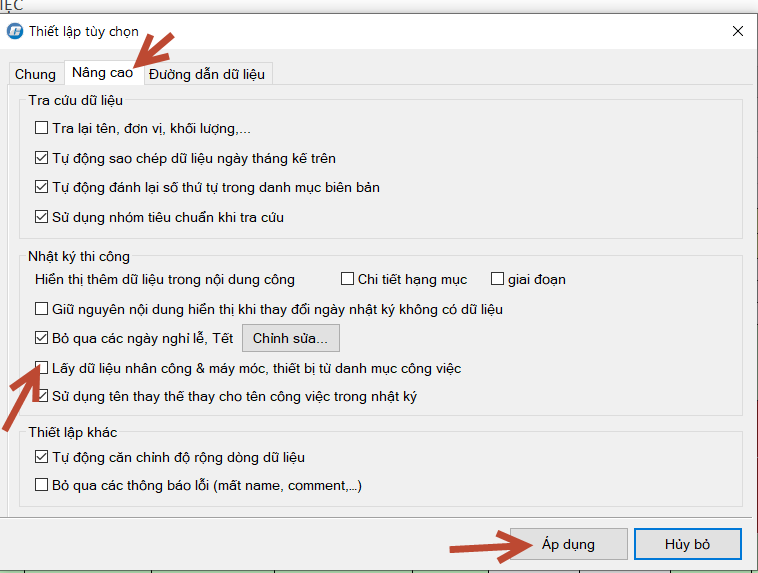 IỆC
Thiết lập tùy chọn
Chung
Nâng cao
Đường dẫn dữ liệu
Tra cứu dữ liệu
Tra lại tên, đơn vị, khối lượng,...
Tự động sao chép dữ liệu ngày tháng kế trên
Tự động đánh lại số thứ tự trong danh mục biên bản
Sử dụng nhóm tiêu chuẩn khi tra cứu
Nhật ký thi công
Hiển thị thêm dữ liệu trong nội dung công
Chi tiết hạng mục
giai đoạn
Giữ nguyên nội dung hiển thị khi thay đổi ngày nhật ký không có dữ liệu
Bỏ qua các ngày nghỉ lễ, Tết
Chỉnh sửa...
Lấy dữ liệu nhân công & máy móc, thiết bị từ danh mục công việc
Sử dụng tên thay thế thay cho tên công việc trong nhật ký
Thiết lập khác
Tự động căn chỉnh độ rộng dòng dữ liệu
Bỏ qua các thông báo lỗi (mất name, comment,...)
Áp dụng
Hủy bỏ